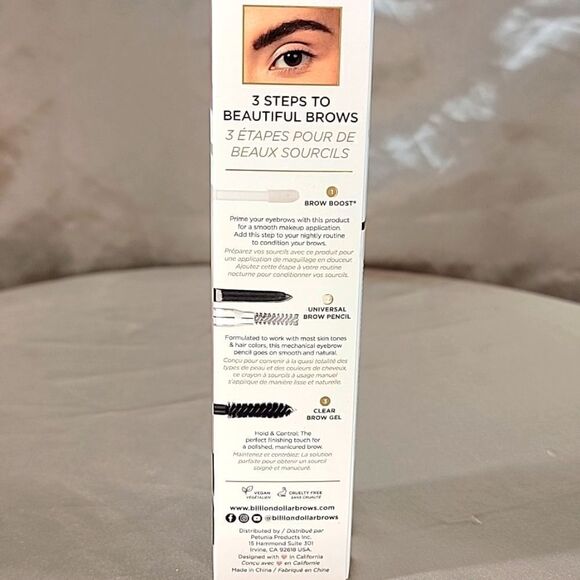 3 STEPS TO
BEAUTIFUL BROWS
3 ÉTAPES POUR DE
BEAUX SOURCILS
1
BROW BOOST®
Prime your eyebrows with this product
for a smooth makeup application.
Add this step to your nightly routine
to condition your brows.
Préparez vos sourcils avec ce produit pour
une application de maquillage en douceur.
Ajoutez cette étape à votre routine
nocturne pour conditionner vos sourcils.
UNIVERSAL
BROW PENCIL
Formulated to work with most skin tones
& hair colors, this mechanical eyebrow
pencil goes on smooth and natural.
Conçu pour convenir à la quasi totalité des
types de peau et des couleurs de cheveux,
ce crayon à sourcils à usage manuel
s'applique de manière lisse et naturelle.
3
CLEAR
BROW GEL
Hold & Control. The
perfect finishing touch for
a polished, manicured brow.
Maintenez et contrôlez: La solution
parfaite pour obtenir un sourcil
soigné et manucuré.
VEGAN
VÉGÉTALIEN
CRUELTY FREE
SANS CRUAUTÉ
www.billiondollarbrows.com
@billiondollarbrows
Distributed by / Distribué par
Petunia Products Inc.
15 Hammond Suite 301
Irvine, CA 92618 USA.
Designed with in California
Conçu avec en Californie
Made in China / Fabriqué en Chine